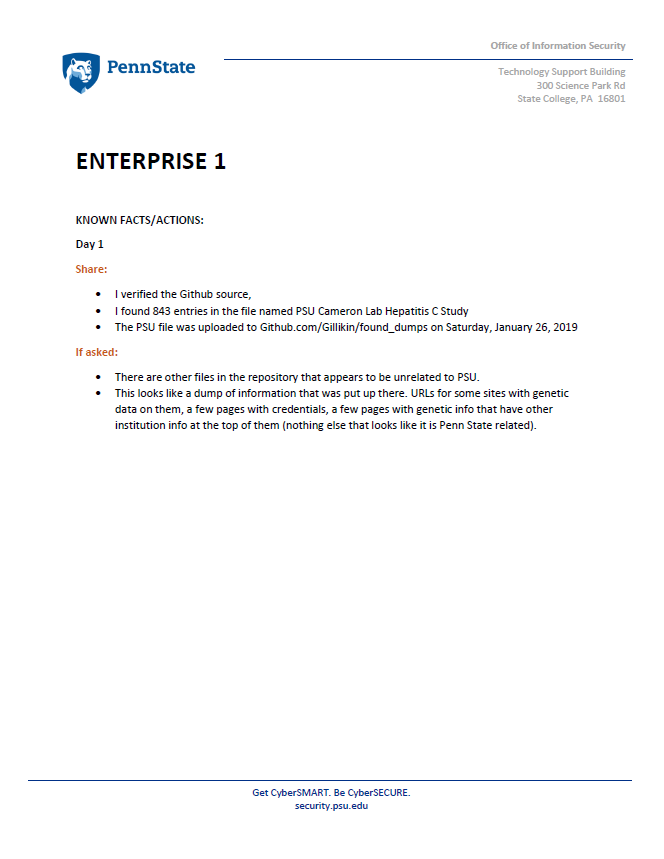 Office of Information Security
PennState
Technology Support Building
300 Science Park Rd
State College, PA 16801
ENTERPRISE 1
KNOWN FACTS/ACTIONS:
Day 1
Share:
• I verified the Github source,
• I found 843 entries in the file named PSU Cameron Lab Hepatitis C Study
• The PSU file was uploaded to Github.com/Gillikin/found_dumps on Saturday, January 26, 2019
If asked:
• There are other files in the repository that appears to be unrelated to PSU.
• This looks like a dump of information that was put up there. URLs for some sites with genetic
data on them, a few pages with credentials, a few pages with genetic info that have other
institution info at the top of them (nothing else that looks like it is Penn State related).
Get CyberSMART. Be CyberSECURE.
security.psu.edu